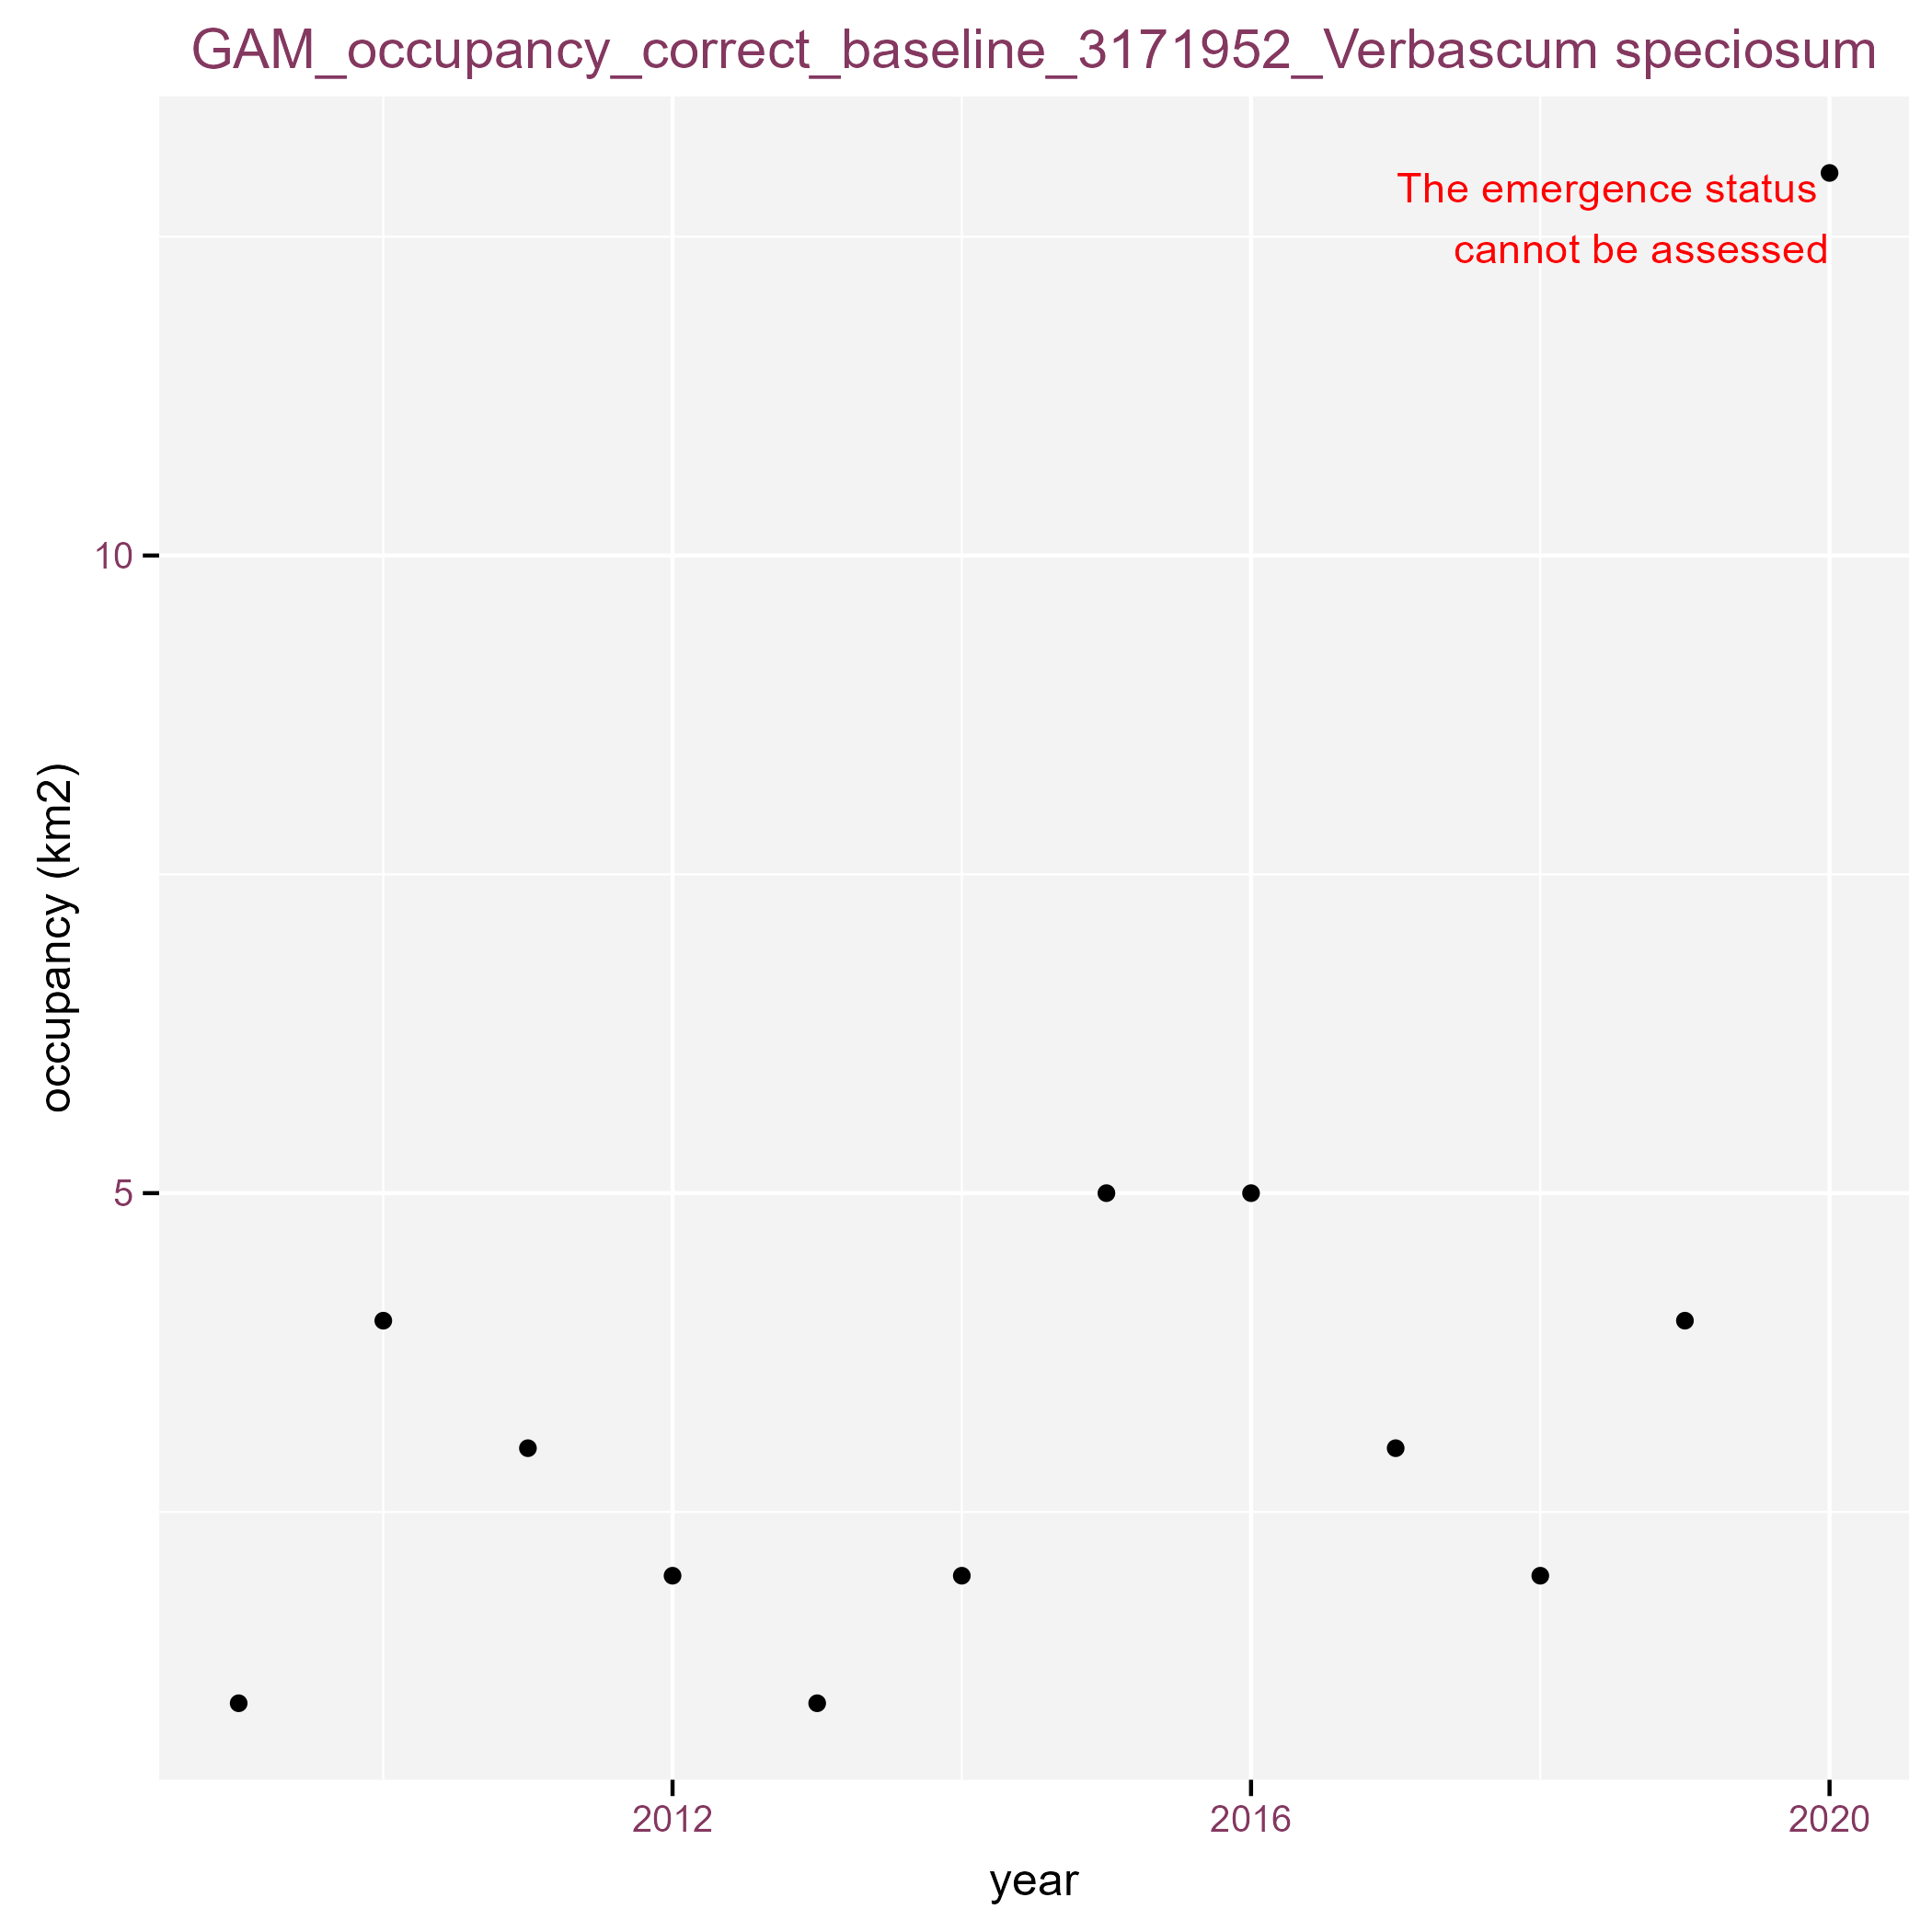 GAM_occupancy_correct_baseline_3171952_Verbascum speciosum
The emergence status
cannot be assessed
10
5
occupancy (km2)
2012
2016
2020
year